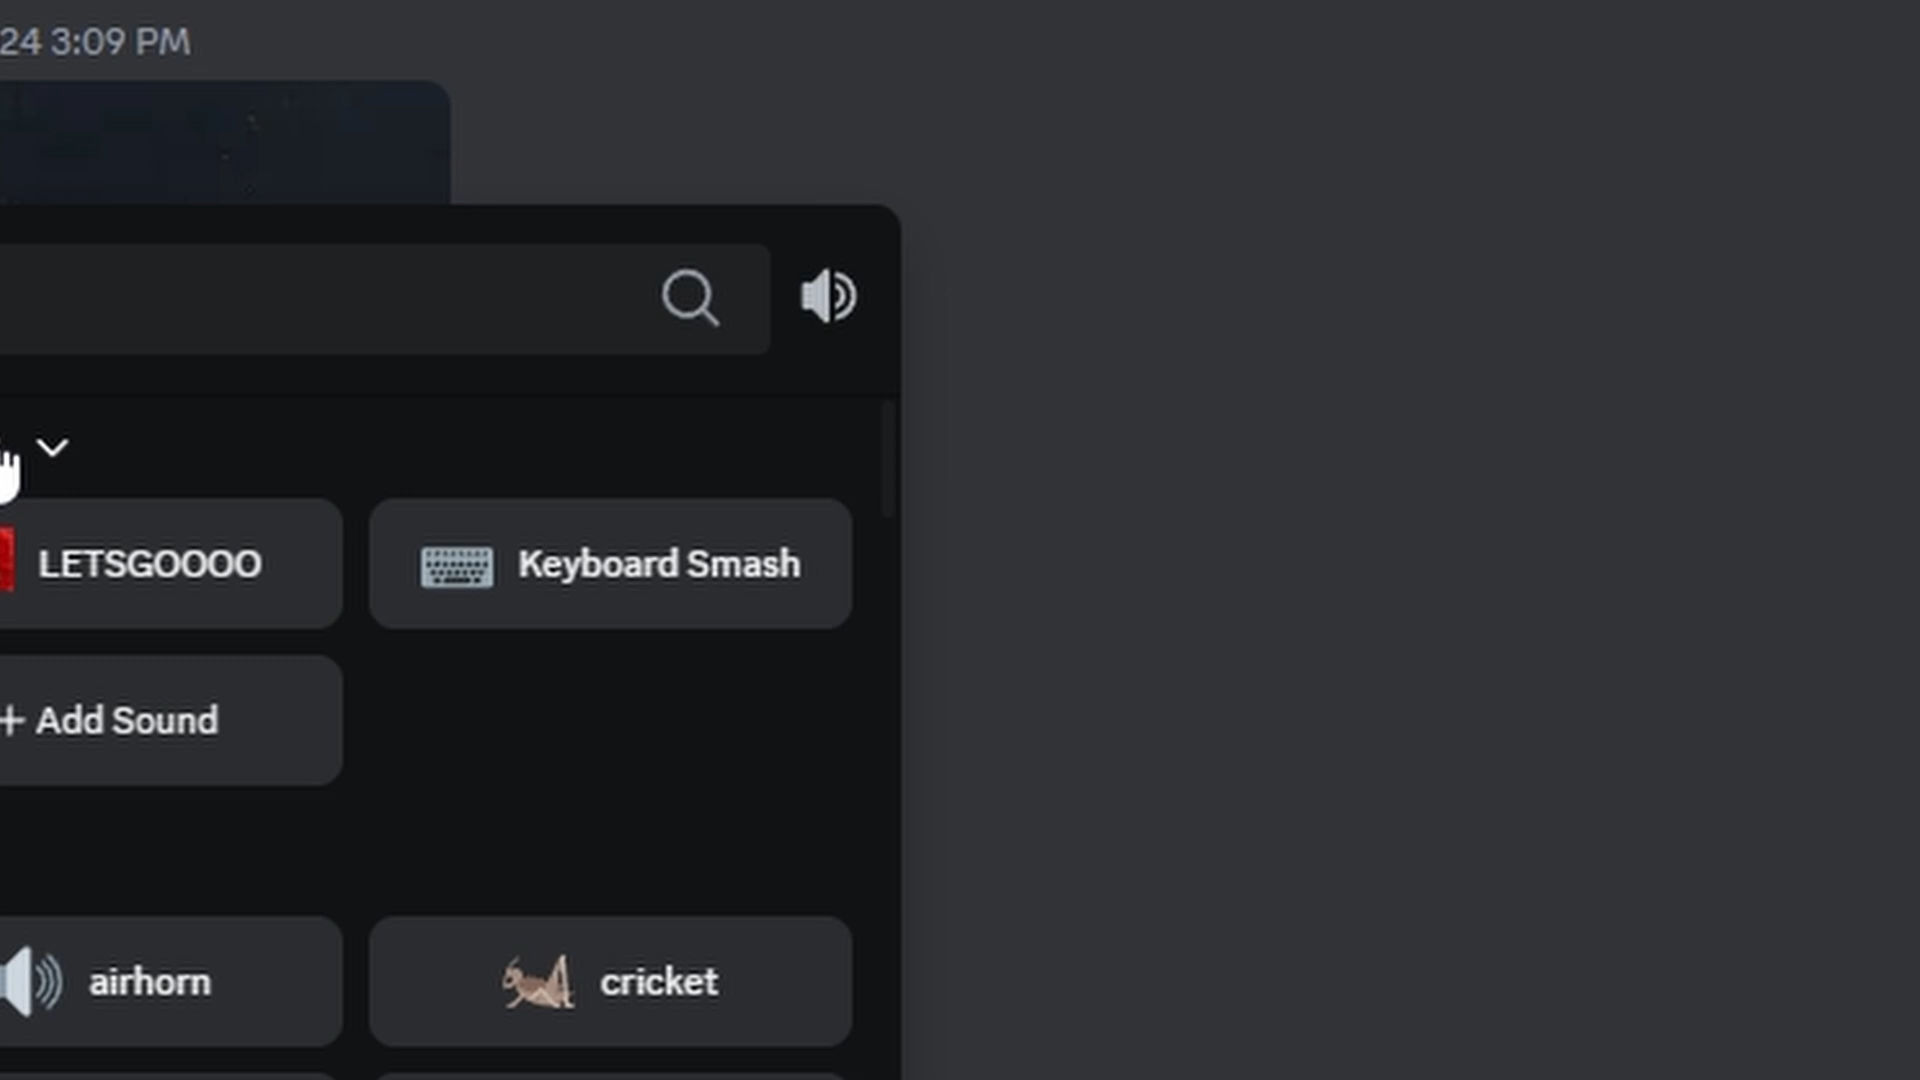 24 3:09 PM
LETSGOOOO
Keyboard Smash
+ Add Sound
airhorn
cricket